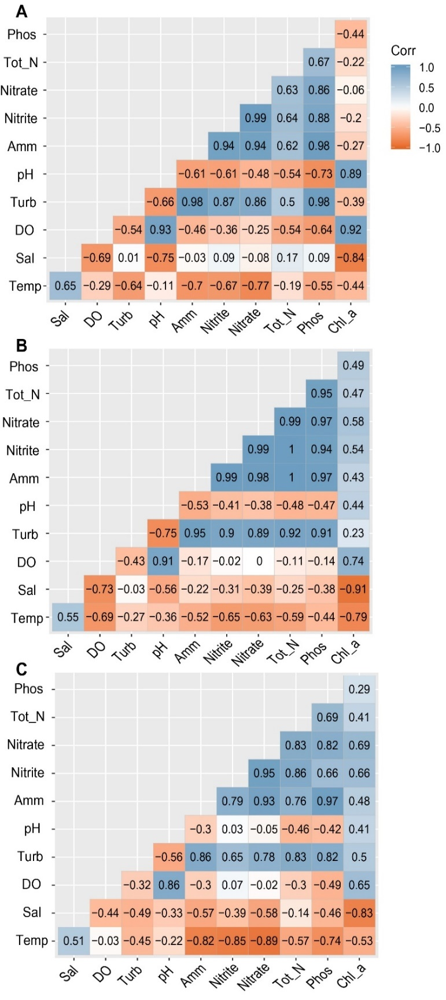 A
Phos −0.44
Tot_N 0.67 −0.22
Nitrate 0.63 0.86 −0.06
Nitrite 0.99 0.64 0.88 −0.2
Amm 0.94 0.94 0.62 0.98 −0.27
pH −0.61 −0.61 −0.48 −0.54 −0.73 0.89
Turb −0.66 0.98 0.87 0.86 0.5 0.98 −0.39
DO −0.54 0.93 −0.46 −0.36 −0.25 −0.54 −0.64 0.92
Sal −0.69 0.01 −0.75 −0.03 0.09 −0.08 0.17 0.09 −0.84
Temp 0.65 −0.29 −0.64 −0.11 −0.7 −0.67 −0.77 −0.19 −0.55 −0.44
Sal DO Turb pH Amm Nitrite Nitrate Tot_N Phos Chl_a
Corr
1.0
0.5
0.0
−0.5
−1.0
B
Phos 0.49
Tot_N 0.95 0.47
Nitrate 0.99 0.97 0.58
Nitrite 0.99 1 0.94 0.54
Amm 0.99 0.98 1 0.97 0.43
pH −0.53 −0.41 −0.38 −0.48 −0.47 0.44
Turb −0.75 0.95 0.9 0.89 0.92 0.91 0.23
DO −0.43 0.91 −0.17 −0.02 0 −0.11 −0.14 0.74
Sal −0.73 −0.03 −0.56 −0.22 −0.31 −0.39 −0.25 −0.38 −0.91
Temp 0.55 −0.69 −0.27 −0.36 −0.52 −0.65 −0.63 −0.59 −0.44 −0.79
Sal DO Turb pH Amm Nitrite Nitrate Tot_N Phos Chl_a
C
Phos 0.29
Tot_N 0.69 0.41
Nitrate 0.83 0.82 0.69
Nitrite 0.95 0.86 0.66 0.66
Amm 0.79 0.93 0.76 0.97 0.48
pH −0.3 0.03 −0.05 −0.46 −0.42 0.41
Turb −0.56 0.86 0.65 0.78 0.83 0.82 0.5
DO −0.32 0.86 −0.3 0.07 −0.02 −0.3 −0.49 0.65
Sal −0.44 −0.49 −0.33 −0.57 −0.39 −0.58 −0.14 −0.46 −0.83
Temp 0.51 −0.03 −0.45 −0.22 −0.82 −0.85 −0.89 −0.57 −0.74 −0.53
Sal DO Turb pH Amm Nitrite Nitrate Tot_N Phos Chl_a